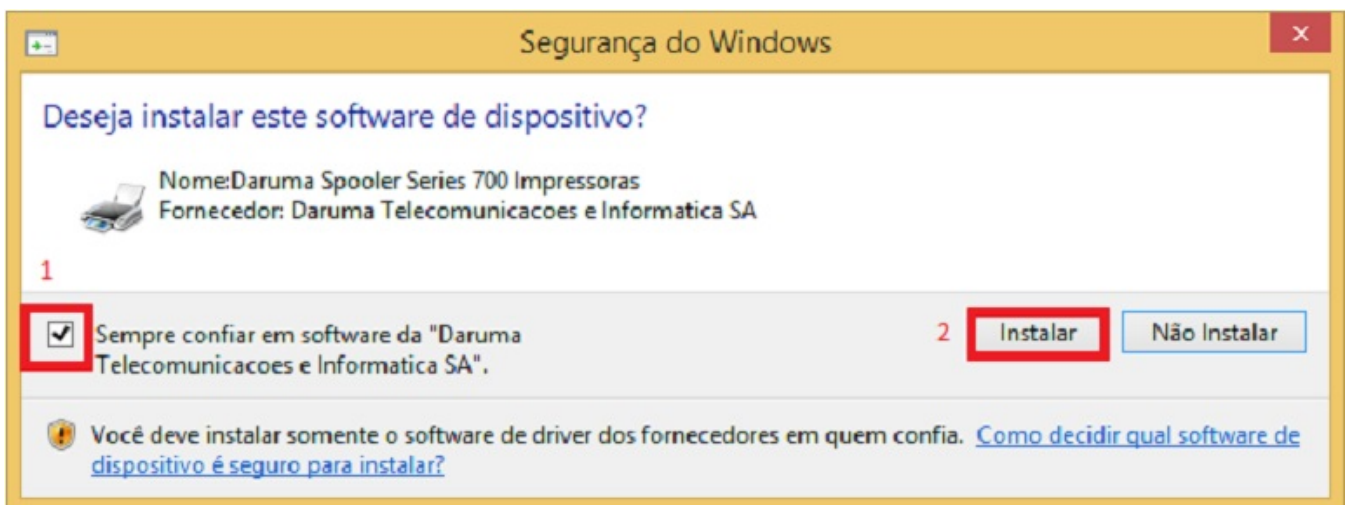 Segurança do Windows
x
Deseja instalar este software de dispositivo?
Nome:Daruma Spooler Series 700 Impressoras
Fornecedor: Daruma Telecomunicacoes e Informatica SA
1
Sempre confiar em software da "Daruma
Telecomunicacoes e Informatica SA".
2 Instalar Não Instalar
Você deve instalar somente o software de driver dos fornecedores em quem confia. Como decidir qual software de
dispositivo é seguro para instalar?